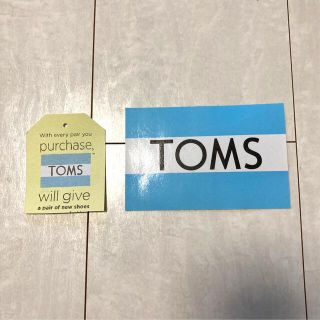 With every pair you
purchase,
TOMS
will give
a pair of new shoes
TOMS